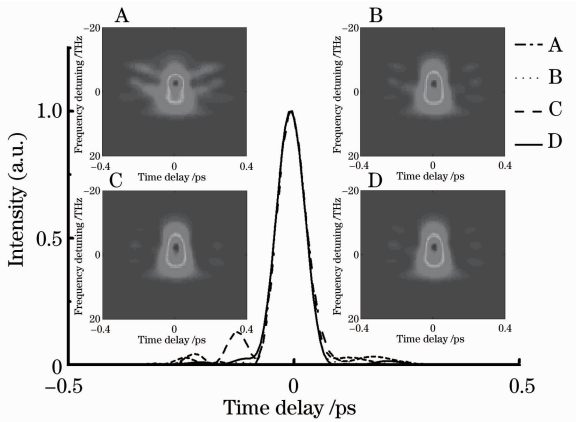 A
B
−20
0
20
Frequency detuning /THz
−0.4
0
0.4
Time delay /ps
−20
0
20
Frequency detuning /THz
−0.4
0
0.4
Time delay /ps
A
B
C
D
C
D
−20
0
20
Frequency detuning /THz
−0.4
0
0.4
Time delay /ps
−20
0
20
Frequency detuning /THz
−0.4
0
0.4
Time delay /ps
Intensity (a.u.)
1.0
0.5
0
−0.5
0
0.5
Time delay /ps